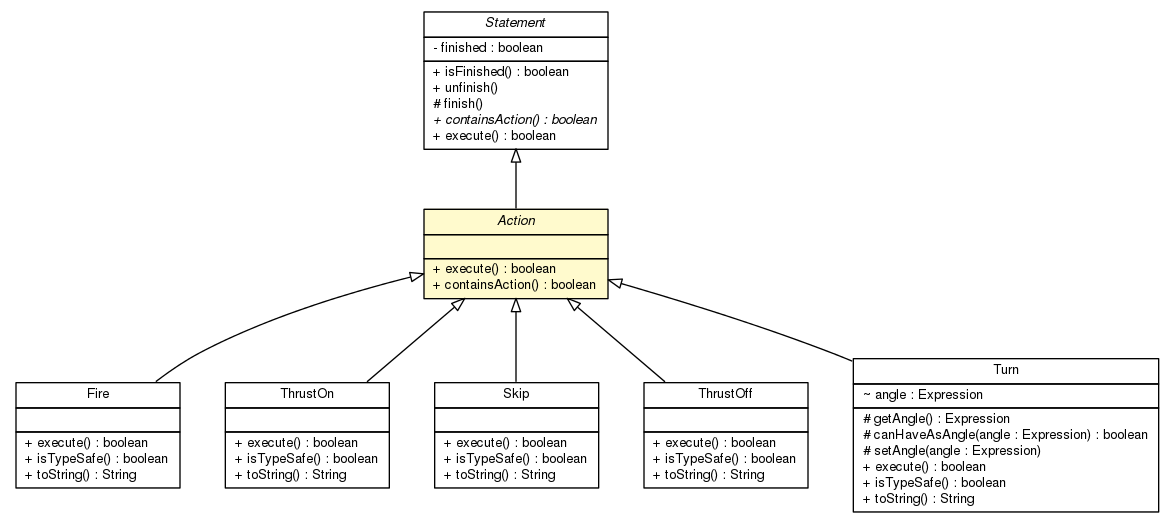 Statement
- finished : boolean
+ isFinished() : boolean
+ unfinish()
# finish()
+ containsAction() : boolean
+ execute() : boolean
Action
+ execute() : boolean
+ containsAction() : boolean
Fire
+ execute() : boolean
+ isTypeSafe() : boolean
+ toString() : String
ThrustOn
+ execute() : boolean
+ isTypeSafe() : boolean
+ toString() : String
Skip
+ execute() : boolean
+ isTypeSafe() : boolean
+ toString() : String
ThrustOff
+ execute() : boolean
+ isTypeSafe() : boolean
+ toString() : String
Turn
~ angle : Expression
# getAngle() : Expression
# canHaveAsAngle(angle : Expression) : boolean
# setAngle(angle : Expression)
+ execute() : boolean
+ isTypeSafe() : boolean
+ toString() : String